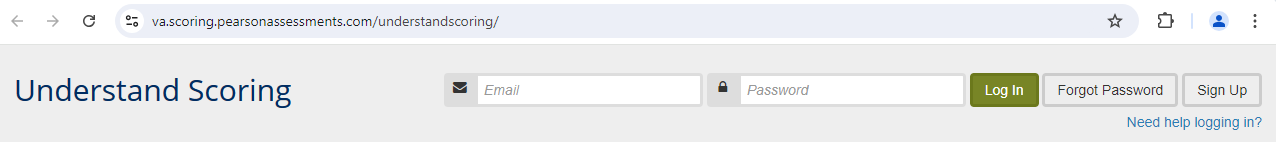 va.scoring.pearsonassessments.com/understandscoring/
Understand Scoring Email Password Log In Forgot Password Sign Up
Need help logging in?